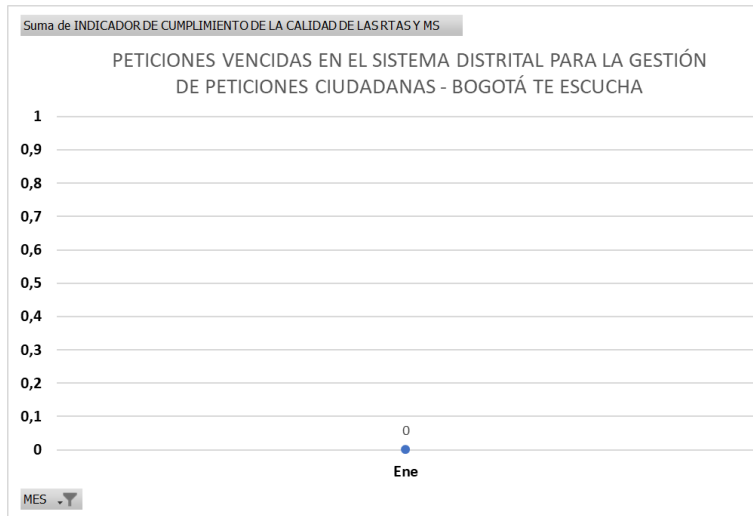 Suma de INDICADOR DE CUMPLIMIENTO DE LA CALIDAD DE LAS RTAS Y MS
PETICIONES VENCIDAS EN EL SISTEMA DISTRITAL PARA LA GESTIÓN
DE PETICIONES CIUDADANAS - BOGOTÁ TE ESCUCHA
1
0,9
0,8
0,7
0,6
0,5
0,4
0,3
0,2
0,1
0
0
Ene
MES